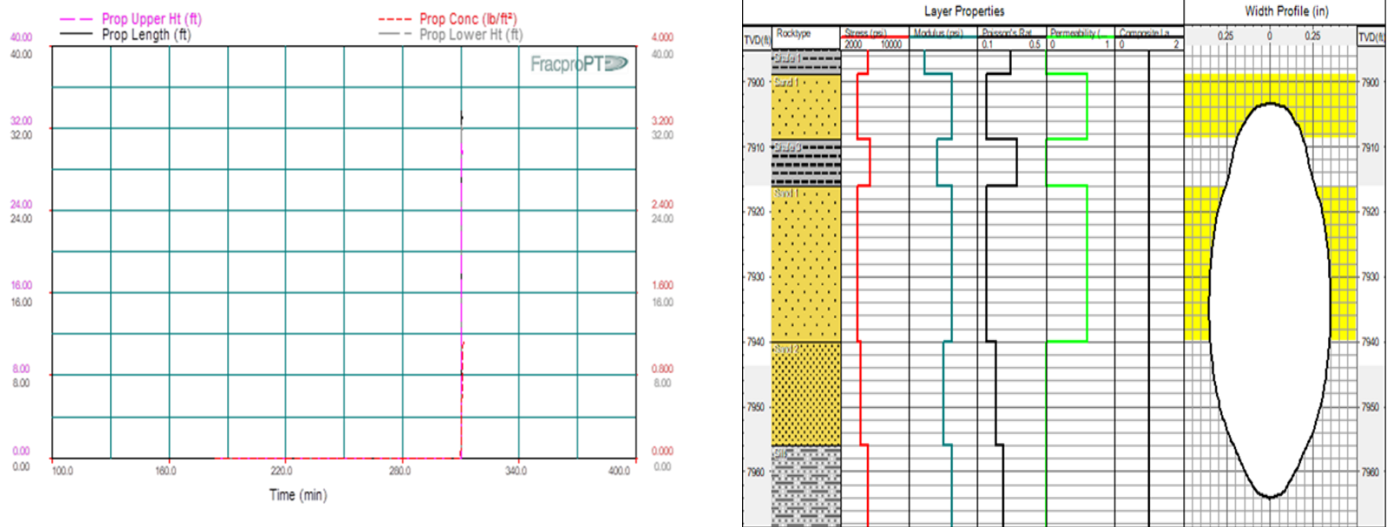 Prop Upper Ht (ft)
Prop Conc (lb/ft²)
Prop Length (ft)
Prop Lower Ht (ft)
40.00
40.00
4.000
40.00
FracproPT
32.00
32.00
3.200
32.00
24.00
24.00
2.400
24.00
16.00
16.00
1.600
16.00
8.00
8.00
0.800
8.00
0.00
0.00
0.000
0.00
100.0
160.0
220.0
280.0
340.0
400.0
Time (min)
Layer Properties
Width Profile (in)
TVD(ft)
Rocktype
Stress (psi)
2000 10000
Modulus (psi)
Poisson's Rat
0.1 0.5
Permeability (
0 1
Composite La
0 2
0.25 0 0.25
TVD(ft
Shale 1
7900
Sand 1
7900
7910
7910
Sand 1
7920
7920
7930
7930
7940
7940
Sand 2
7950
7950
7960
7960